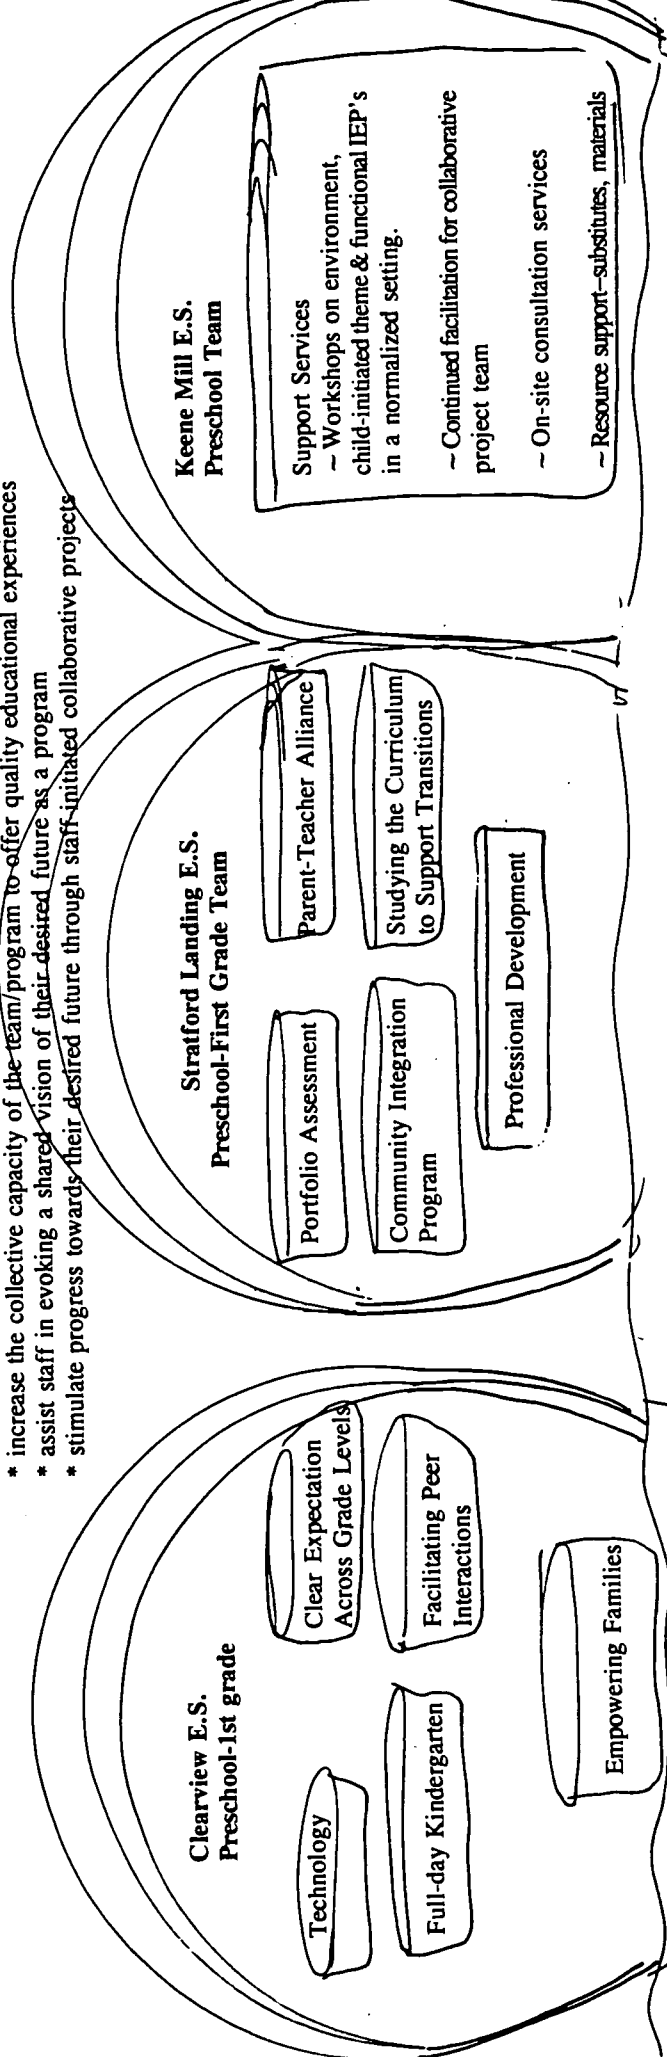 * increase the collective capacity of the team/program to offer quality educational experiences
* assist staff in evoking a shared vision of their desired future as a program
* stimulate progress towards their desired future through staff-initiated collaborative projects
Clearview E.S.
Preschool-1st grade
Technology
Clear Expectation
Across Grade Levels
Full-day Kindergarten
Facilitating Peer
Interactions
Empowering Families
Stratford Landing E.S.
Preschool-First Grade Team
Portfolio Assessment
Parent-Teacher Alliance
Community Integration
Program
Studying the Curriculum
to Support Transitions
Professional Development
Keene Mill E.S.
Preschool Team
Support Services
~ Workshops on environment,
child-initiated theme & functional IEP's
in a normalized setting.
~ Continued facilitation for collaborative
project team
~ On-site consultation services
~ Resource support–substitutes, materials